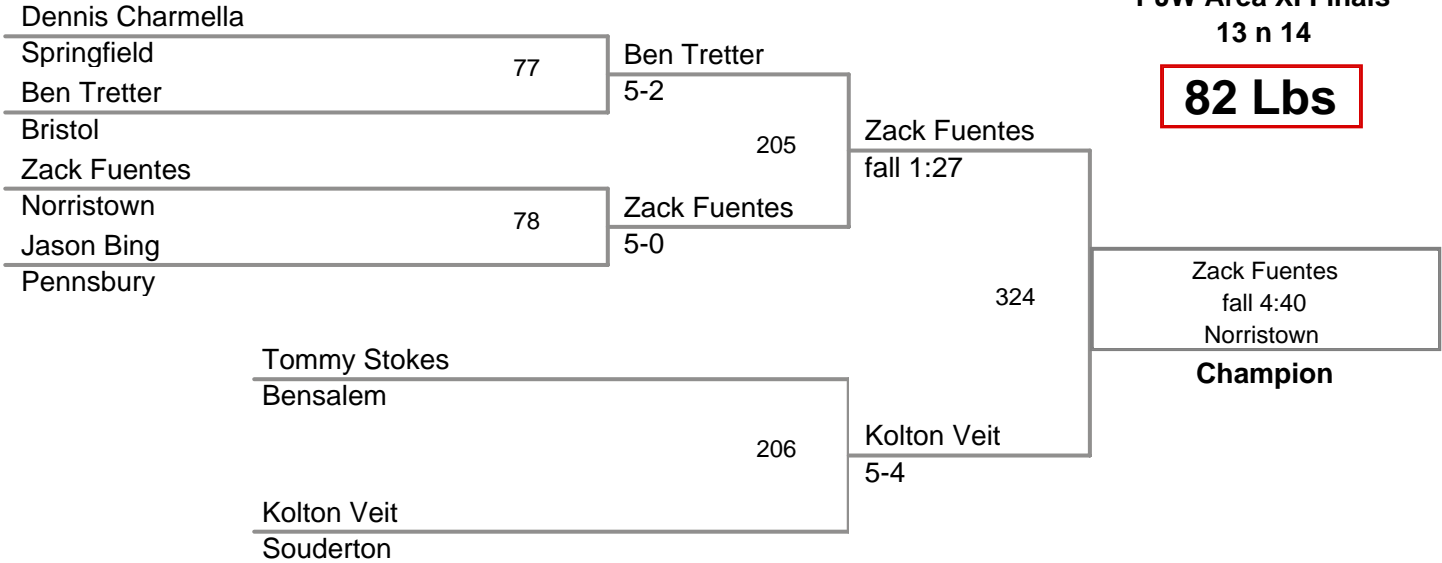 PJW Area XI Finals
13 n 14
82 Lbs
Dennis Charmella
Springfield
77
Ben Tretter
Bristol
Ben Tretter
5-2
205
Zack Fuentes
Norristown
78
Jason Bing
Pennsbury
Zack Fuentes
5-0
Zack Fuentes
fall 1:27
324
Tommy Stokes
Bensalem
206
Kolton Veit
Souderton
Kolton Veit
5-4
Zack Fuentes
fall 4:40
Norristown
Champion